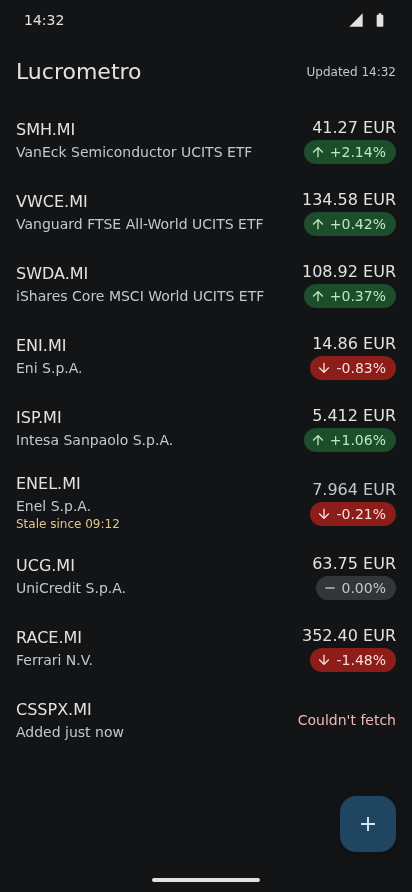 14:32
Lucrometro
Updated 14:32
SMH.MI
41.27 EUR
VanEck Semiconductor UCITS ETF
+2.14%
VWCE.MI
134.58 EUR
Vanguard FTSE All-World UCITS ETF
+0.42%
SWDA.MI
108.92 EUR
iShares Core MSCI World UCITS ETF
+0.37%
ENI.MI
14.86 EUR
Eni S.p.A.
-0.83%
ISP.MI
5.412 EUR
Intesa Sanpaolo S.p.A.
+1.06%
ENEL.MI
7.964 EUR
Enel S.p.A.
-0.21%
Stale since 09:12
UCG.MI
63.75 EUR
UniCredit S.p.A.
0.00%
RACE.MI
352.40 EUR
Ferrari N.V.
-1.48%
CSSPX.MI
Couldn't fetch
Added just now